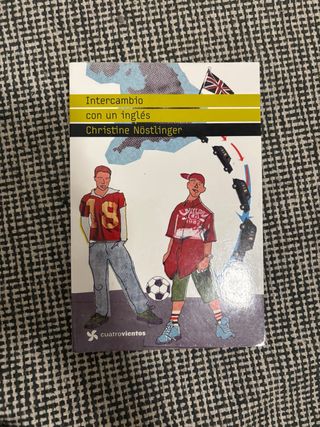 Intercambio
con un inglés
Christine Nöstlinger
18
cuatrovientos